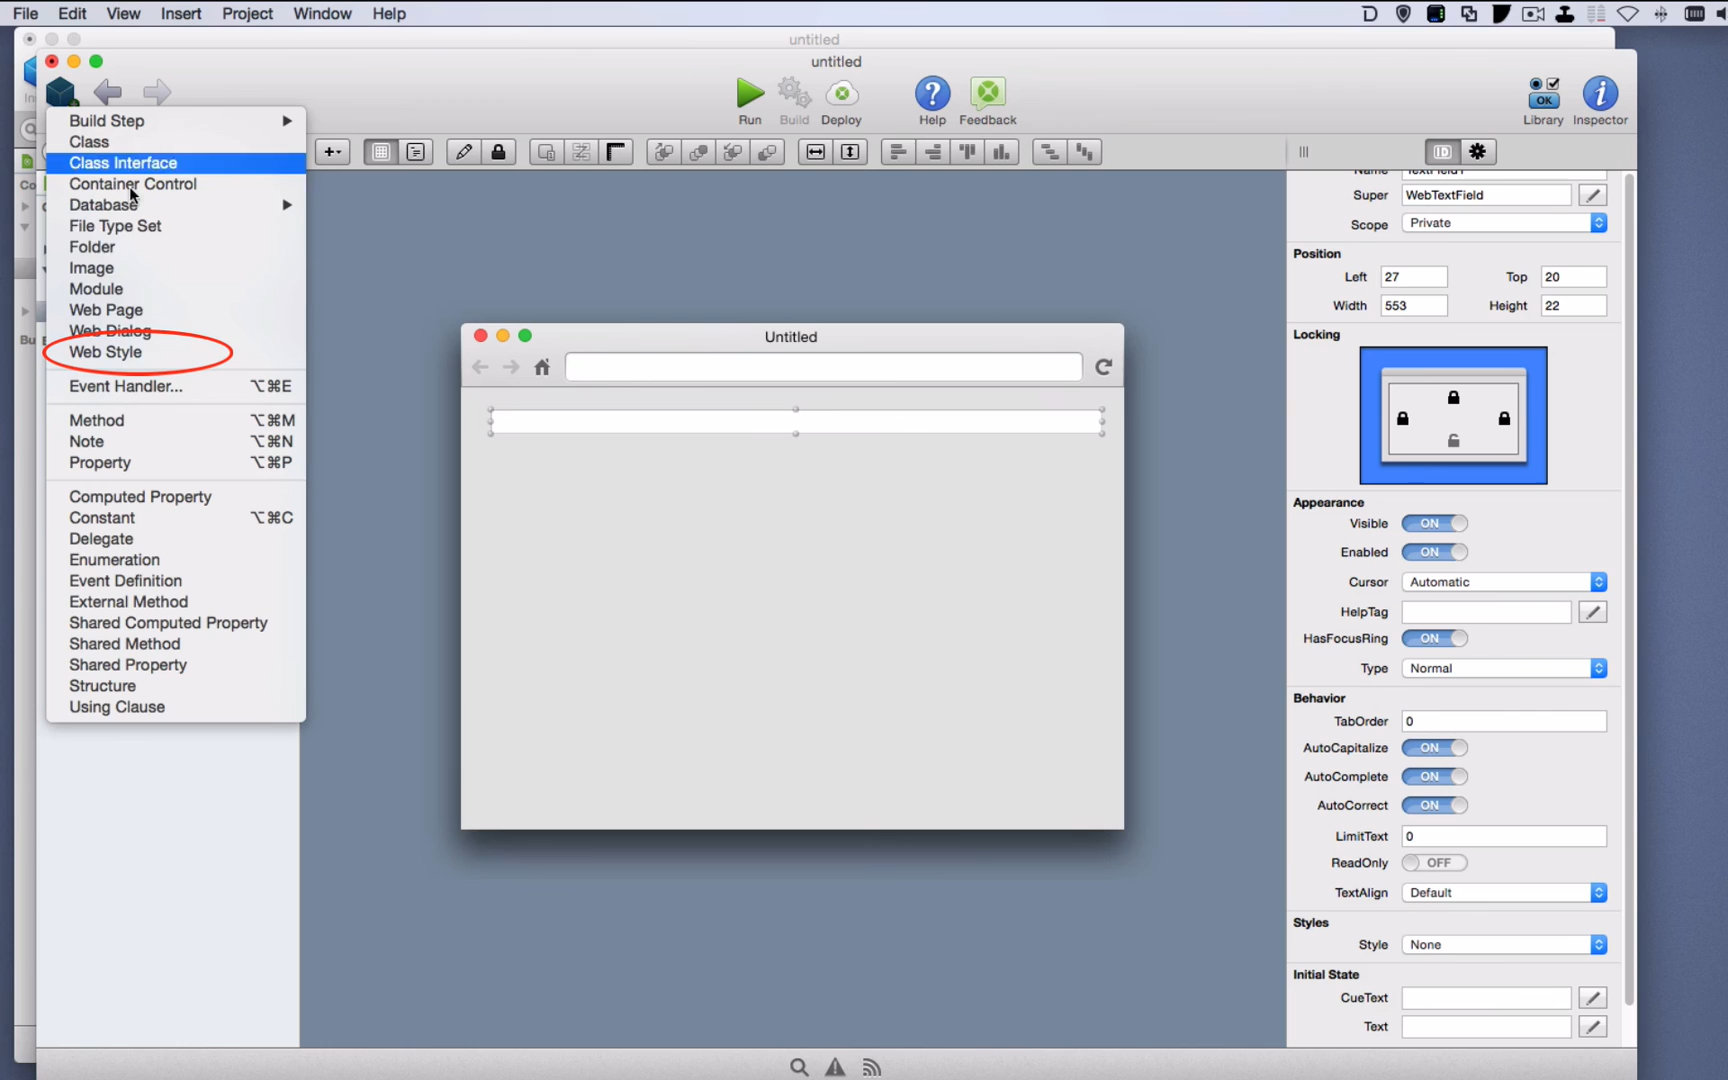 File Edit View Insert Project Window Help
untitled
untitled
Run Build Deploy Help Feedback Library Inspector
OK
Build Step
Class
Class Interface
Container Control
Database
File Type Set
Folder
Image
Module
Web Page
Web Dialog
Web Style
Event Handler... ⌥⌘E
Method ⌥⌘M
Note ⌥⌘N
Property ⌥⌘P
Computed Property
Constant ⌥⌘C
Delegate
Enumeration
Event Definition
External Method
Shared Computed Property
Shared Method
Shared Property
Structure
Using Clause
Untitled
ID
Super WebTextField
Scope Private
Position
Left 27 Top 20
Width 553 Height 22
Locking
Appearance
Visible ON
Enabled ON
Cursor Automatic
HelpTag
HasFocusRing ON
Type Normal
Behavior
TabOrder 0
AutoCapitalize ON
AutoComplete ON
AutoCorrect ON
LimitText 0
ReadOnly OFF
TextAlign Default
Styles
Style None
Initial State
CueText
Text